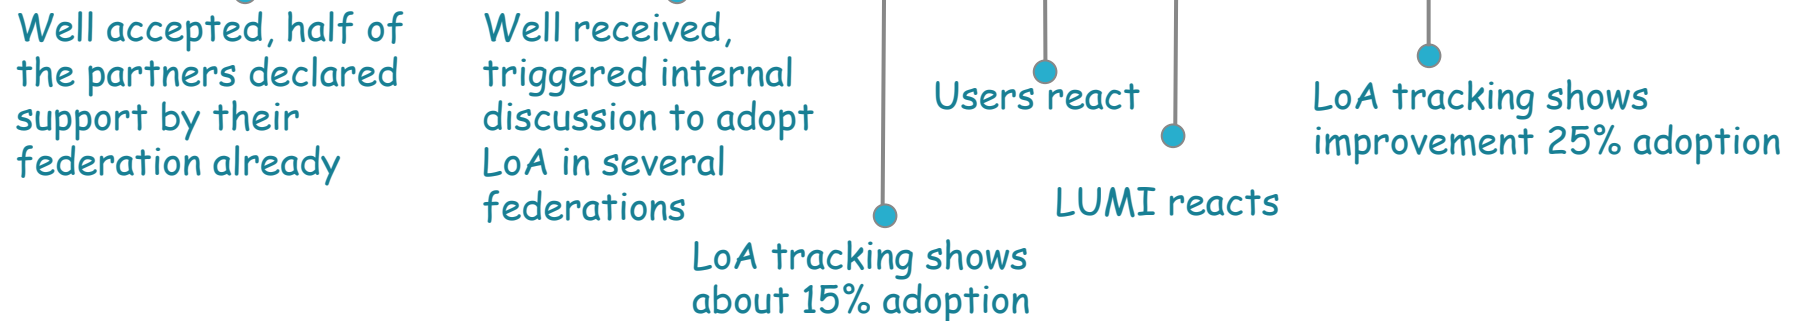 Well accepted, half of
the partners declared
support by their
federation already
Well received,
triggered internal
discussion to adopt
LoA in several
federations
LoA tracking shows
about 15% adoption
Users react
LUMI reacts
LoA tracking shows
improvement 25% adoption